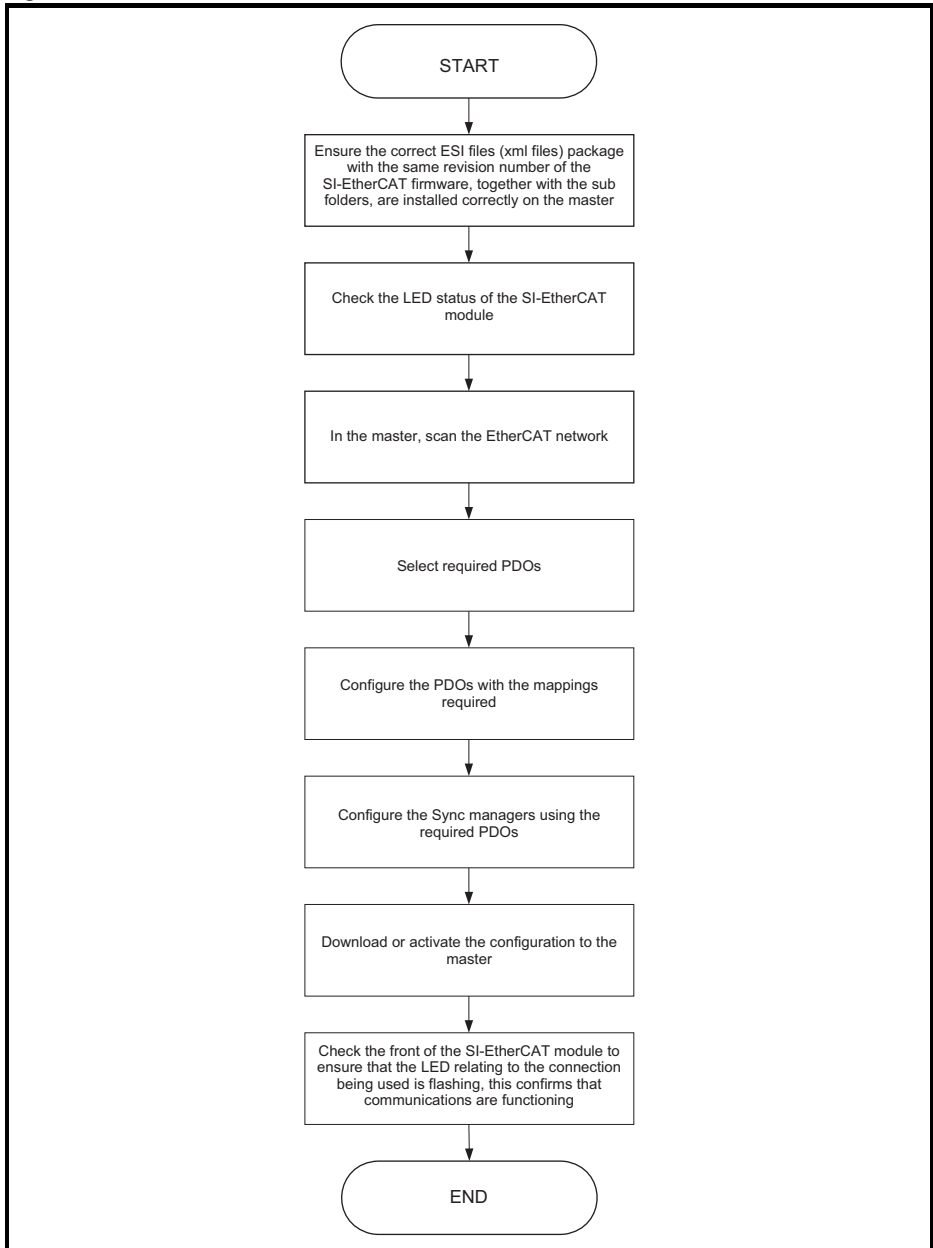 START
Ensure the correct ESI files (xml files) package
with the same revision number of the
SI-EtherCAT firmware, together with the sub
folders, are installed correctly on the master
Check the LED status of the SI-EtherCAT
module
In the master, scan the EtherCAT network
Select required PDOs
Configure the PDOs with the mappings
required
Configure the Sync managers using the
required PDOs
Download or activate the configuration to the
master
Check the front of the SI-EtherCAT module to
ensure that the LED relating to the connection
being used is flashing, this confirms that
communications are functioning
END